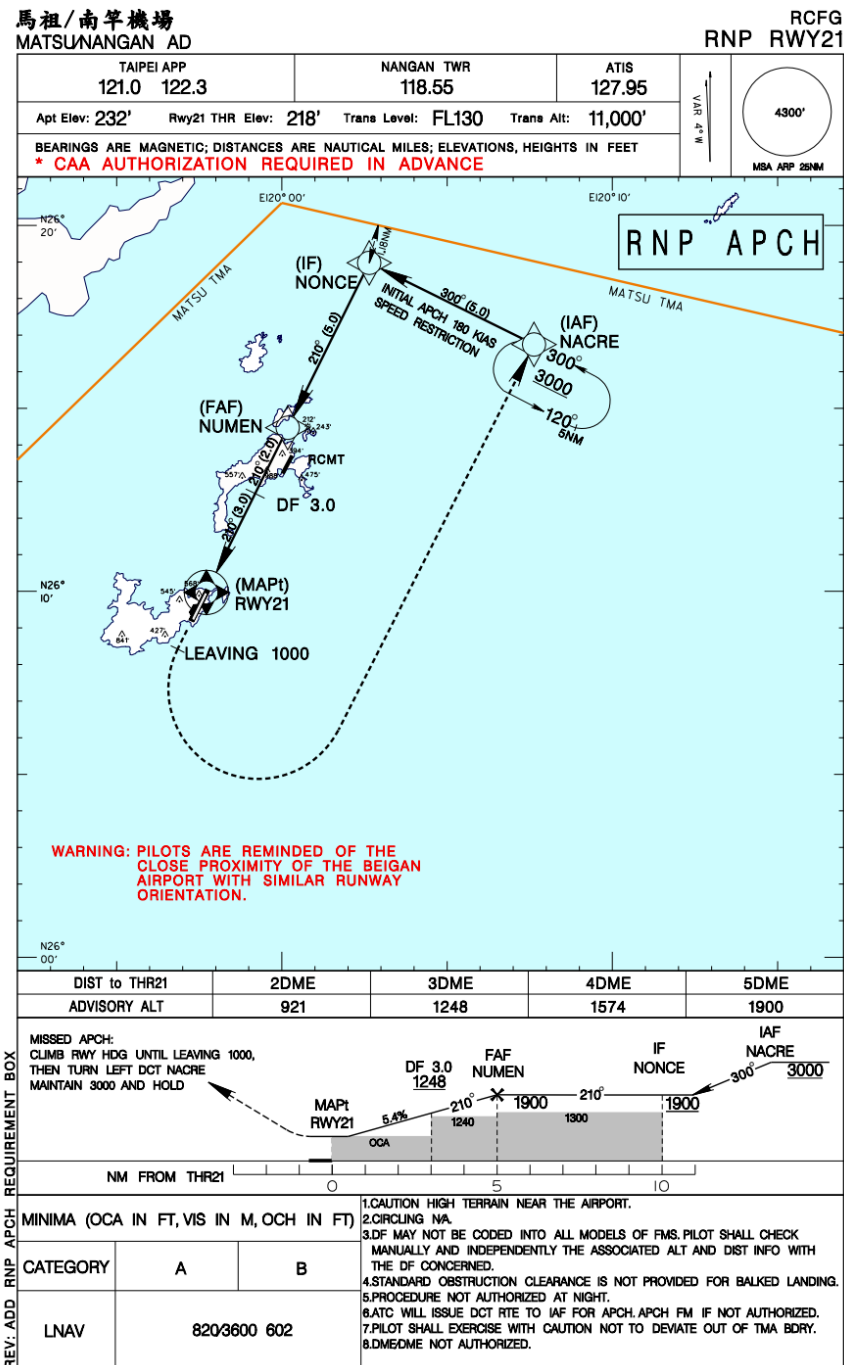 馬祖/南竿機場
MATSU/NANGAN AD
RCFG
RNP RWY21
TAIPEI APP
121.0 122.3
NANGAN TWR
118.55
ATIS
127.95
VAR 4°W
4300'
MSA ARP 25NM
Apt Elev: 232' Rwy21 THR Elev: 218' Trans Level: FL130 Trans Alt: 11,000'
BEARINGS ARE MAGNETIC; DISTANCES ARE NAUTICAL MILES; ELEVATIONS, HEIGHTS IN FEET
* CAA AUTHORIZATION REQUIRED IN ADVANCE
E120° 00'
E120° 10'
N26°
20'
RNP APCH
1.18NM
MATSU TMA
MATSU TMA
(IF)
NONCE
300° (5.0)
INITIAL APCH 180 KIAS
SPEED RESTRICTION
(IAF)
NACRE
300°
3000
120°
5NM
210° (5.0)
(FAF)
NUMEN
212'
243'
RCMT
557'
475'
210° (2.0)
DF 3.0
210° (3.0)
N26°
10'
(MAPt)
RWY21
568'
545'
427'
841'
LEAVING 1000
WARNING: PILOTS ARE REMINDED OF THE
CLOSE PROXIMITY OF THE BEIGAN
AIRPORT WITH SIMILAR RUNWAY
ORIENTATION.
N26°
00'
DIST to THR21 2DME 3DME 4DME 5DME
ADVISORY ALT 921 1248 1574 1900
MISSED APCH:
CLIMB RWY HDG UNTIL LEAVING 1000,
THEN TURN LEFT DCT NACRE
MAINTAIN 3000 AND HOLD
MAPt
RWY21
DF 3.0
1248
FAF
NUMEN
IF
NONCE
IAF
NACRE
3000
300°
5.4%
210°
1900
210°
1900
OCA
1240
1300
NM FROM THR21
0 5 10
REV: ADD RNP APCH REQUIREMENT BOX
MINIMA (OCA IN FT, VIS IN M, OCH IN FT)
CATEGORY A B
LNAV 820/3600 602
1.CAUTION HIGH TERRAIN NEAR THE AIRPORT.
2.CIRCLING N/A.
3.DF MAY NOT BE CODED INTO ALL MODELS OF FMS. PILOT SHALL CHECK
MANUALLY AND INDEPENDENTLY THE ASSOCIATED ALT AND DIST INFO WITH
THE DF CONCERNED.
4.STANDARD OBSTRUCTION CLEARANCE IS NOT PROVIDED FOR BALKED LANDING.
5.PROCEDURE NOT AUTHORIZED AT NIGHT.
6.ATC WILL ISSUE DCT RTE TO IAF FOR APCH. APCH FM IF NOT AUTHORIZED.
7.PILOT SHALL EXERCISE WITH CAUTION NOT TO DEVIATE OUT OF TMA BDRY.
8.DME/DME NOT AUTHORIZED.